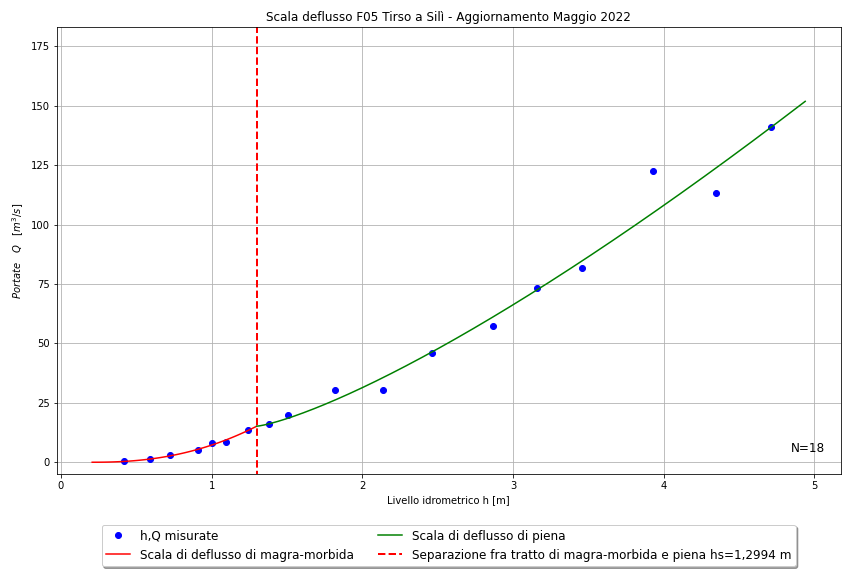 Scala deflusso F05 Tirso a Silì - Aggiornamento Maggio 2022
Portate Q [m³/s]
175
150
125
100
75
50
25
0
N=18
0 1 2 3 4 5
Livello idrometrico h [m]
h,Q misurate
Scala di deflusso di magra-morbida
Scala di deflusso di piena
Separazione fra tratto di magra-morbida e piena hs=1,2994 m